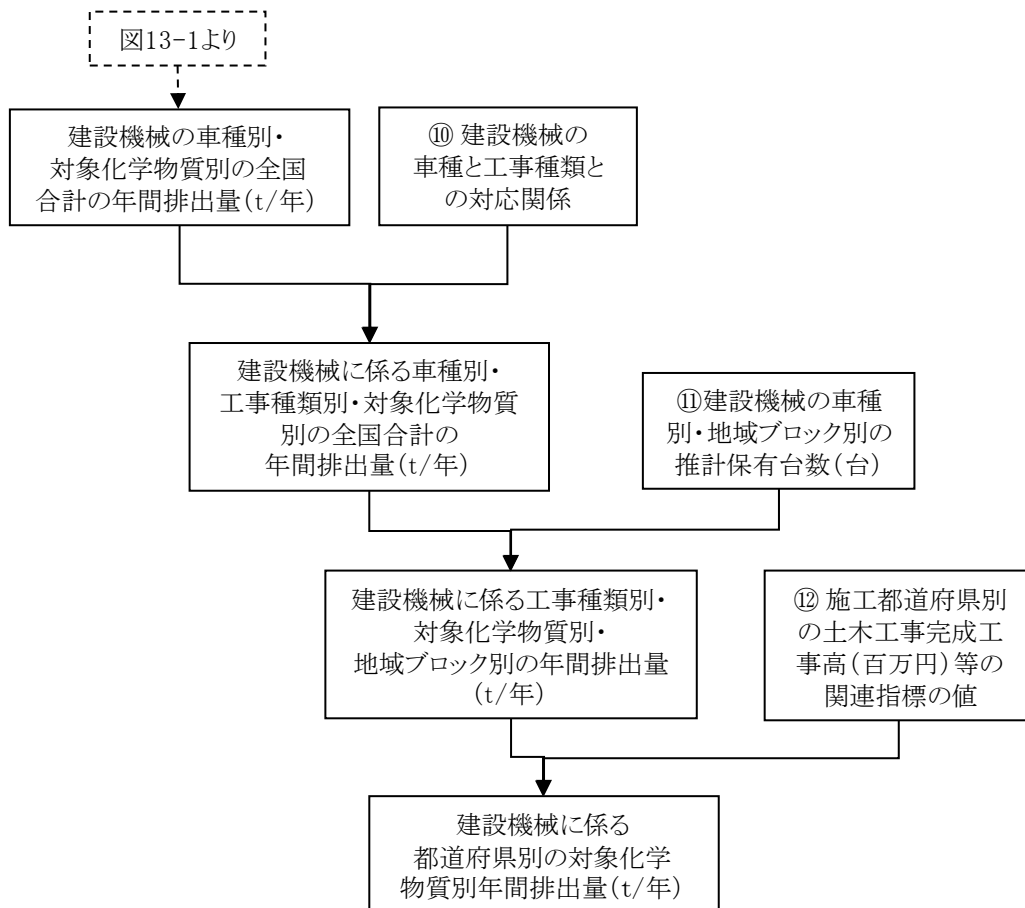 図13-1より
建設機械の車種別・
対象化学物質別の全国
合計の年間排出量(t/年)
⑩ 建設機械の
車種と工事種類と
の対応関係
建設機械に係る車種別・
工事種類別・対象化学物質
別の全国合計の
年間排出量(t/年)
⑪建設機械の車種
別・地域ブロック別の
推計保有台数(台)
建設機械に係る工事種類別・
対象化学物質別・
地域ブロック別の年間排出量
(t/年)
⑫ 施工都道府県別
の土木工事完成工
事高(百万円)等の
関連指標の値
建設機械に係る
都道府県別の対象化学
物質別年間排出量(t/年)